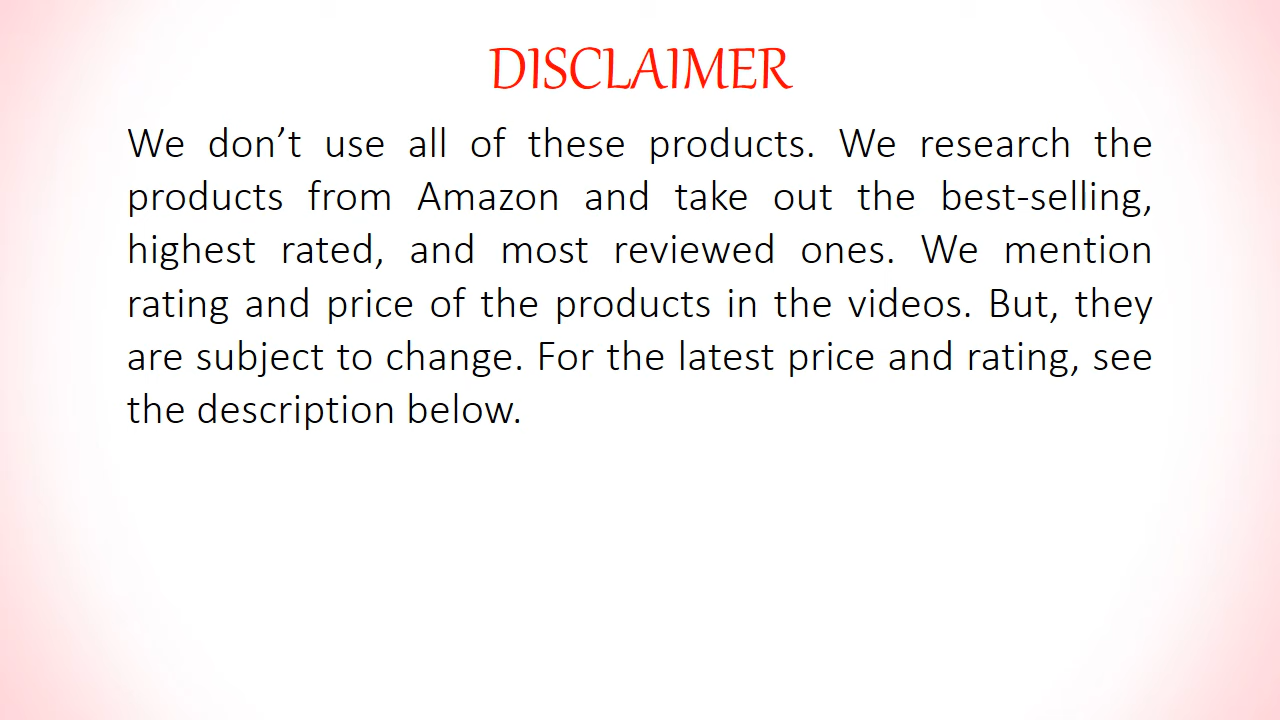 DISCLAIMER
We don’t use all of these products. We research the
products from Amazon and take out the best-selling,
highest rated, and most reviewed ones. We mention
rating and price of the products in the videos. But, they
are subject to change. For the latest price and rating, see
the description below.